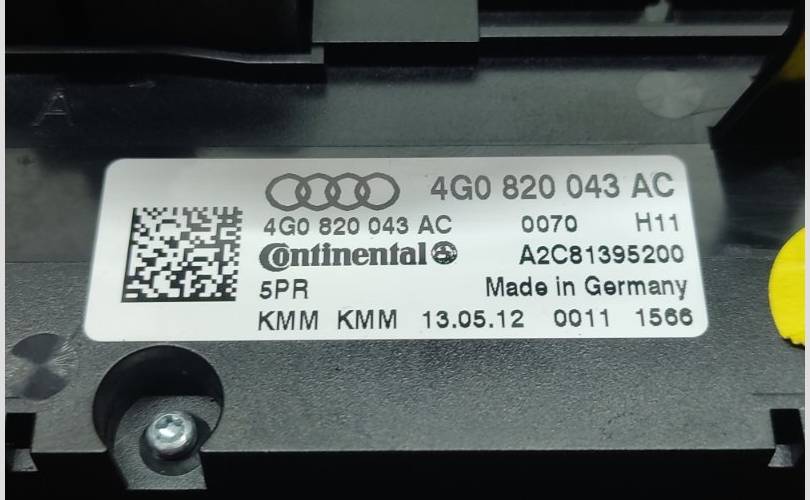 A
4G0 820 043 AC
4G0 820 043 AC 0070 H11
Continental A2C81395200
5PR Made in Germany
KMM KMM 13.05.12 0011 1566